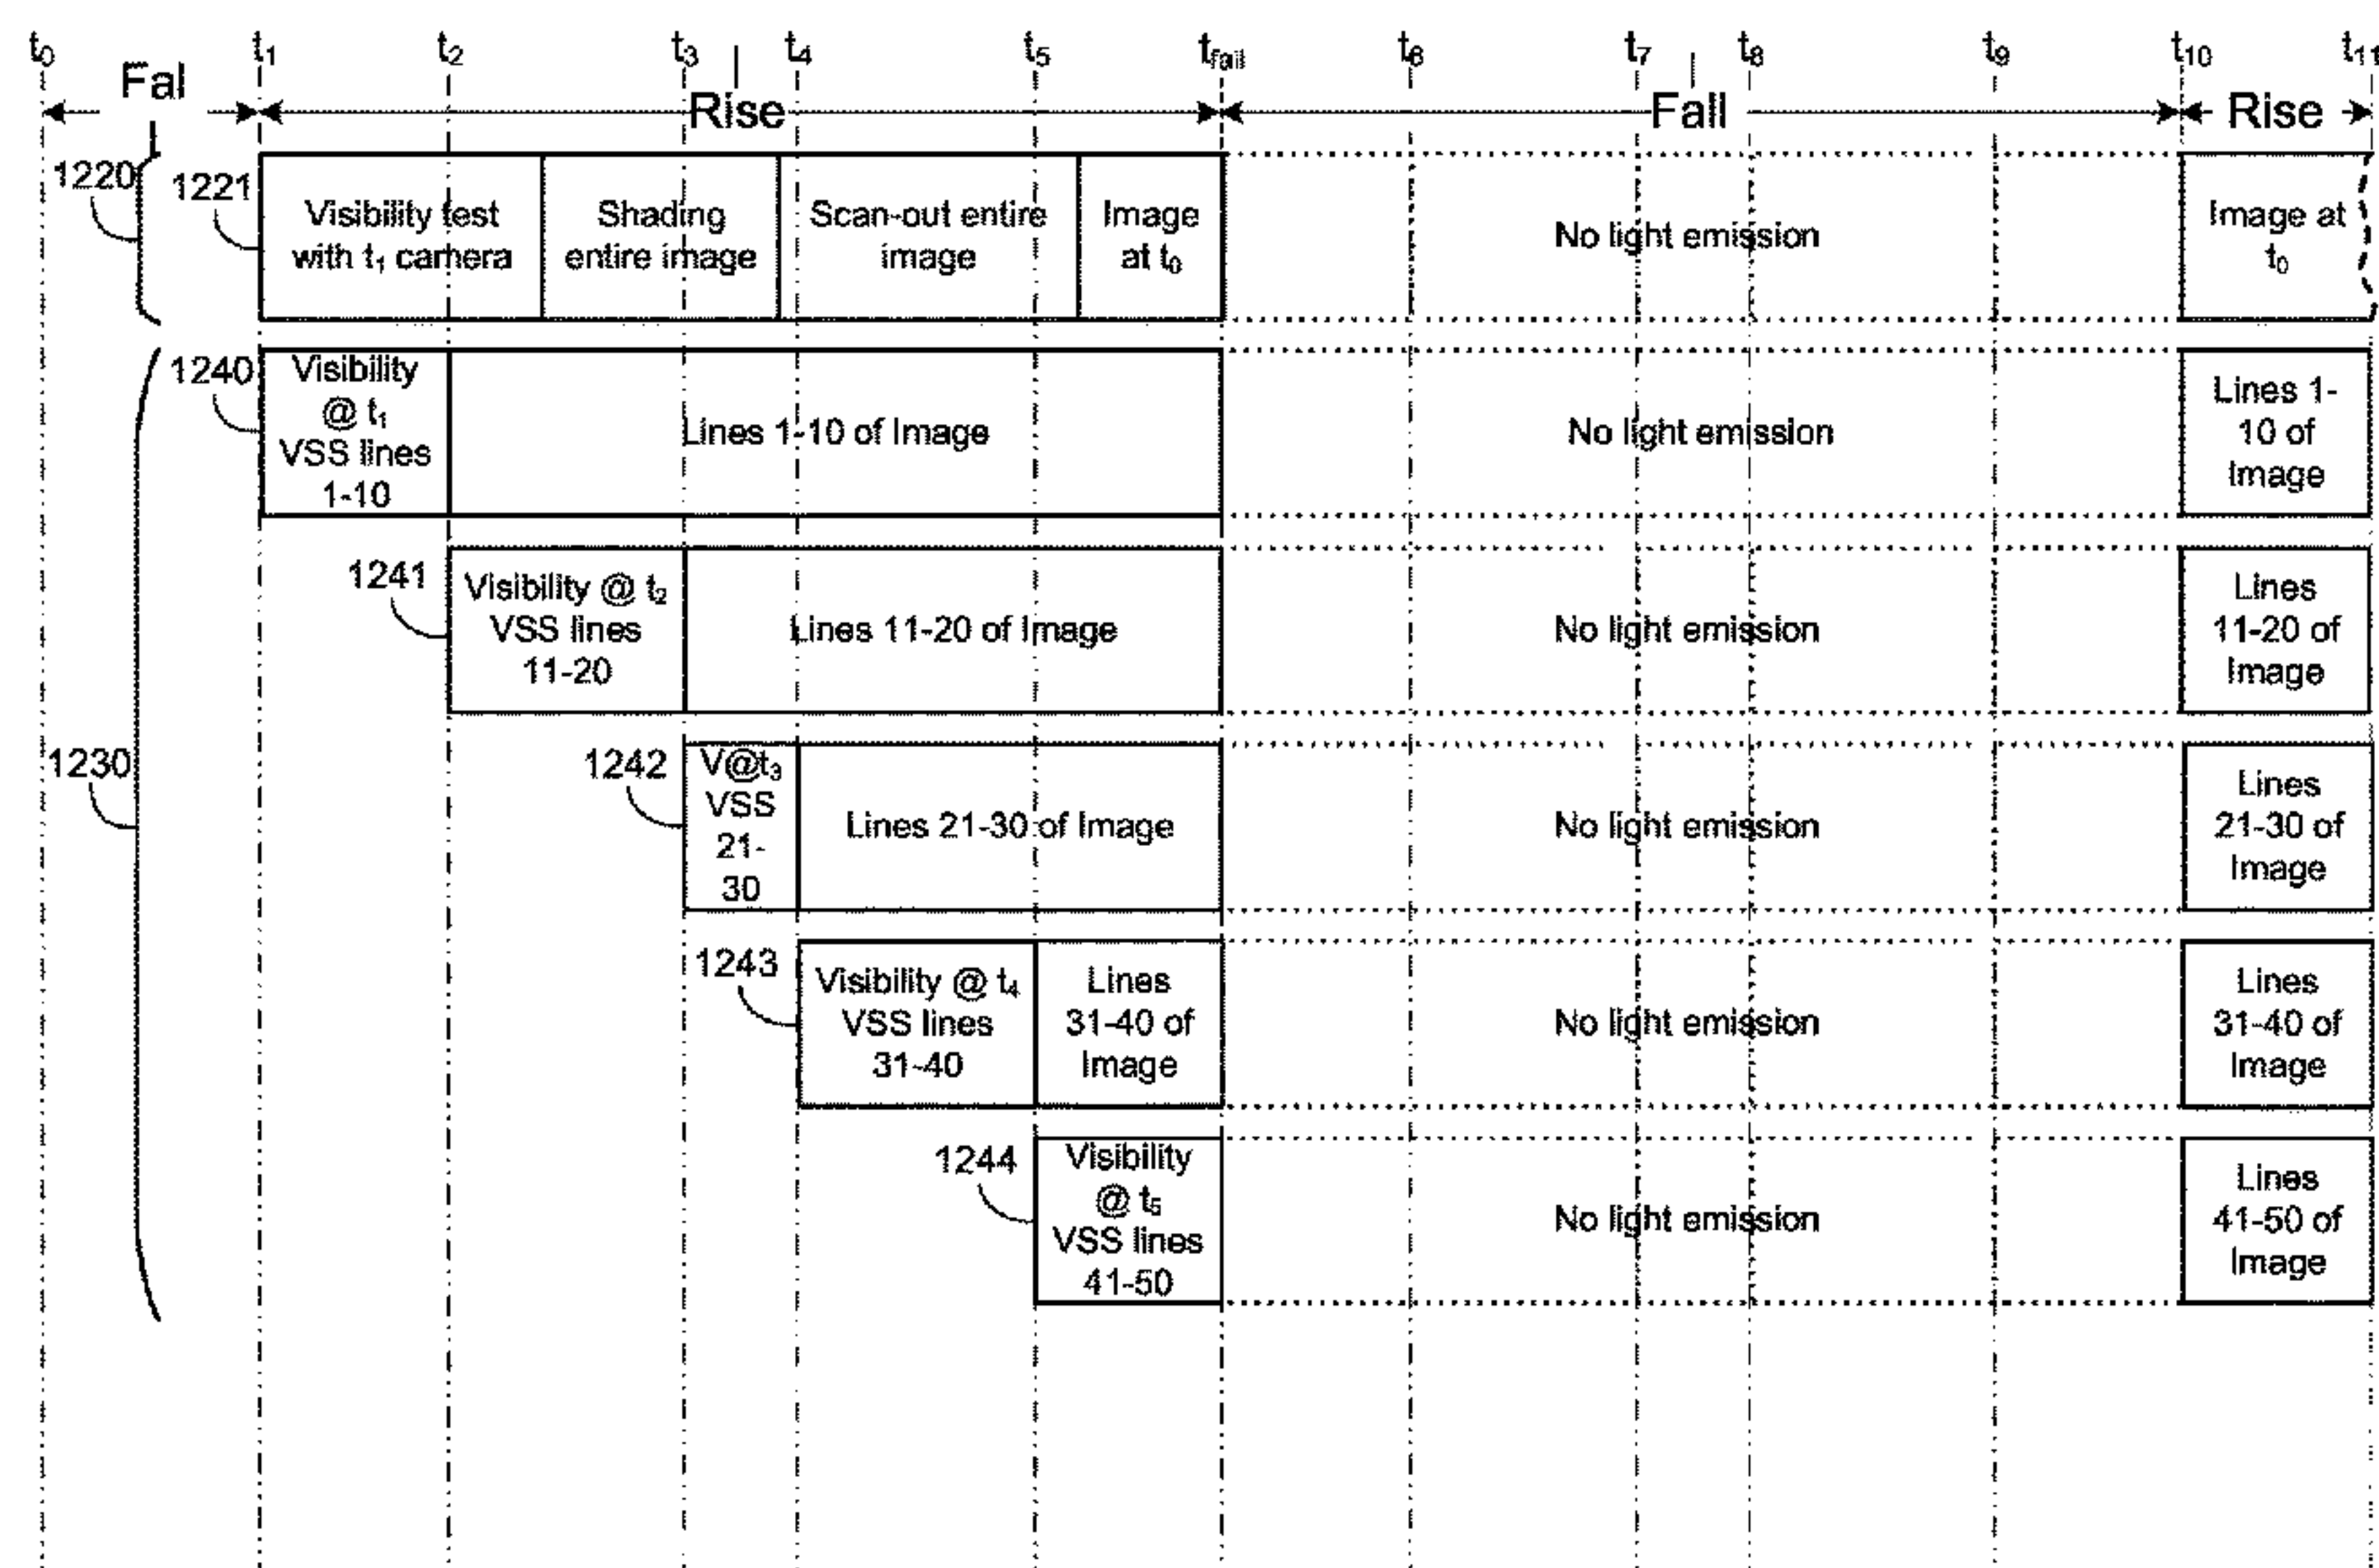 t0 t1 t2 t3 t4 t5 tfail t6 t7 t8 t9 t10 t11
Fal
Rise
Fall
Rise
1220
1221
Visibility test
with t1 camera
Shading
entire image
Scan-out entire
image
Image
at t0
No light emission
Image at
t0
1230
1240
Visibility
@ t1
VSS lines
1-10
Lines 1-10 of Image
No light emission
Lines 1-
10 of
Image
1241
Visibility @ t2
VSS lines
11-20
Lines 11-20 of Image
No light emission
Lines
11-20 of
Image
1242
V@t3
VSS
21-
30
Lines 21-30 of Image
No light emission
Lines
21-30 of
Image
1243
Visibility @ t4
VSS lines
31-40
Lines
31-40 of
Image
No light emission
Lines
31-40 of
Image
1244
Visibility
@ t5
VSS lines
41-50
No light emission
Lines
41-50 of
Image